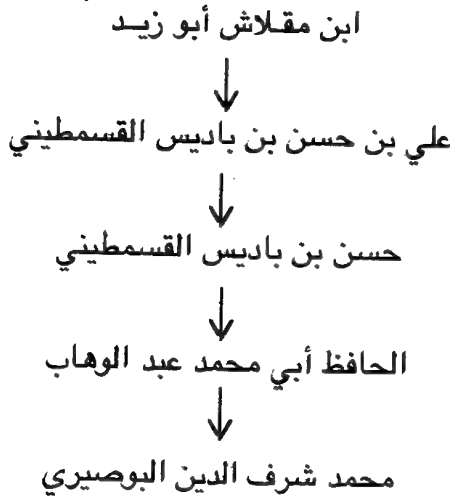 ابن مقلاش أبو زيد
علي بن حسن بن باديس القسمطيني
حسن بن باديس القسمطيني
الحافظ أبي محمد عبد الوهاب
محمد شرف الدين البوصيري